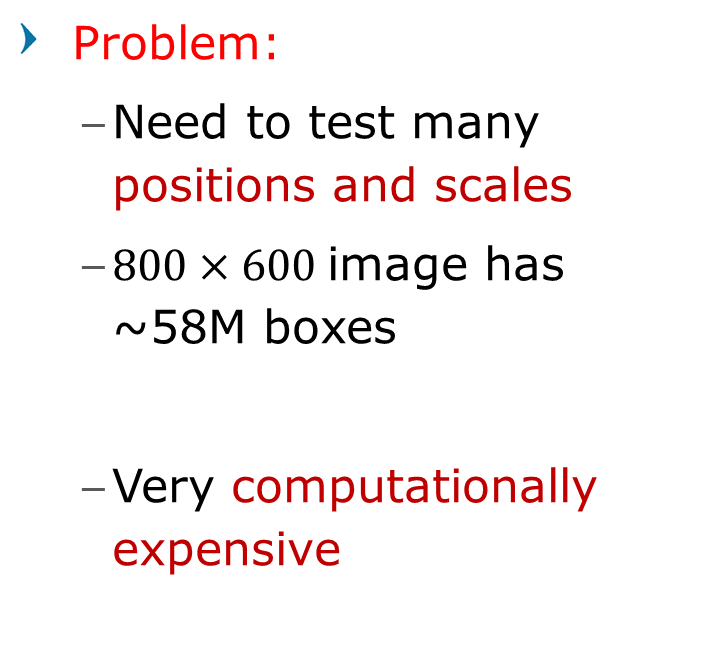 Problem:
–Need to test many
positions and scales
–800 × 600 image has
~58M boxes
–Very computationally
expensive